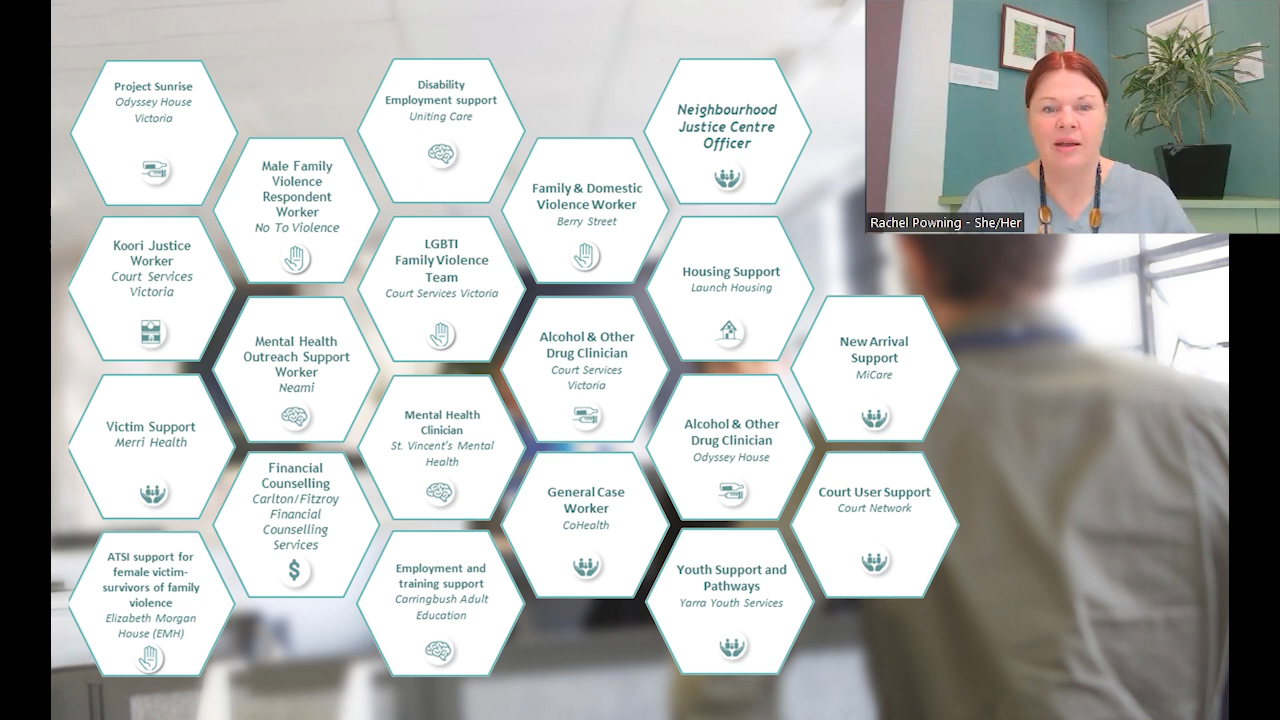 Project Sunrise
Odyssey House
Victoria
Koori Justice
Worker
Court Services
Victoria
Victim Support
Merri Health
ATSI support for
female victim-
survivors of family
violence
Elizabeth Morgan
House (EMH)
Male Family
Violence
Respondent
Worker
No To Violence
Mental Health
Outreach Support
Worker
Neami
Financial
Counselling
Carlton/Fitzroy
Financial
Counselling
Services
$
Disability
Employment support
Uniting Care
LGBTI
Family Violence
Team
Court Services Victoria
Mental Health
Clinician
St. Vincent's Mental
Health
Employment and
training support
Carringbush Adult
Education
Family & Domestic
Violence Worker
Berry Street
Alcohol & Other
Drug Clinician
Court Services
Victoria
General Case
Worker
CoHealth
Neighbourhood
Justice Centre
Officer
Housing Support
Launch Housing
Alcohol & Other
Drug Clinician
Odyssey House
Youth Support and
Pathways
Yarra Youth Services
New Arrival
Support
MiCare
Court User Support
Court Network
Rachel Powning - She/Her